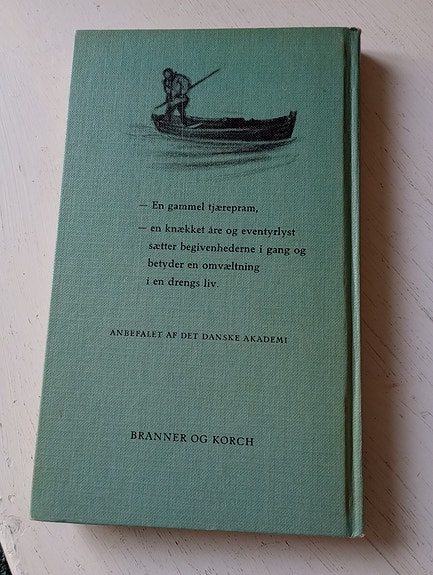 — En gammel tjærepram,
— en knækket åre og eventyrlyst
sætter begivenhederne i gang og
betyder en omvæltning
i en drengs liv.
ANBEFALET AF DET DANSKE AKADEMI
BRANNER OG KORCH